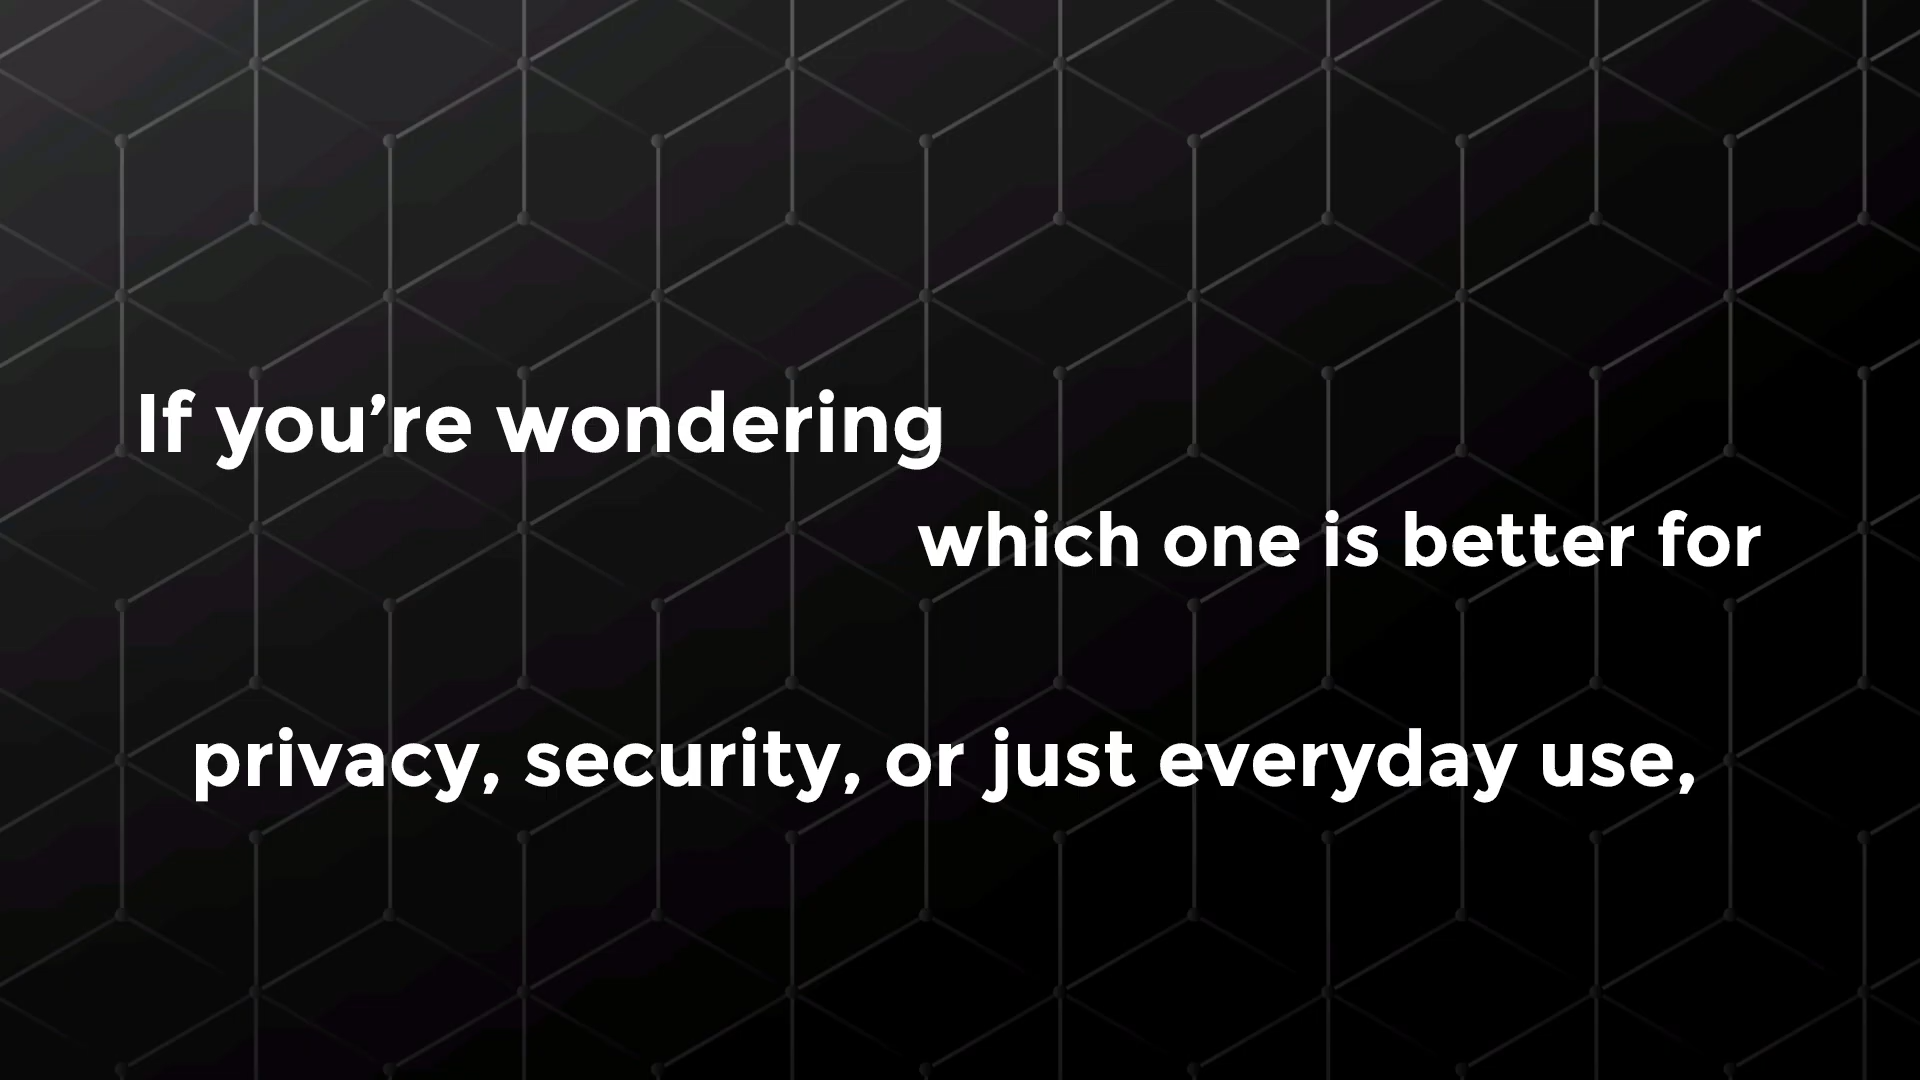 If you’re wondering
which one is better for
privacy, security, or just everyday use,